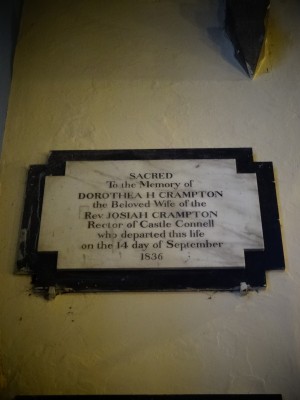 SACRED
To the Memory of
DOROTHEA H CRAMPTON
the Beloved Wife of the
Rev JOSIAH CRAMPTON
Rector of Castle Connell
who departed this life
on the 14 day of September
1836